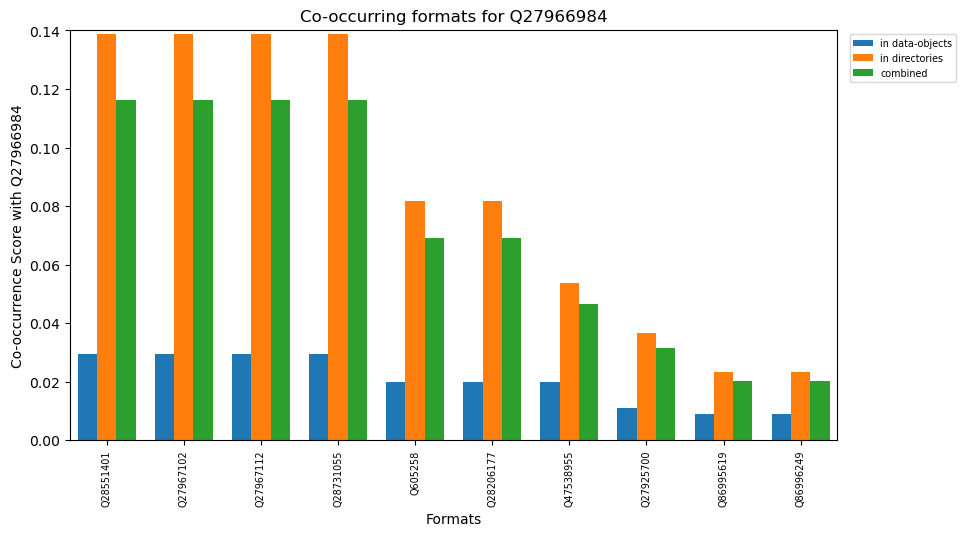 Co-occurring formats for Q27966984
Co-occurrence Score with Q27966984
0.14
0.12
0.10
0.08
0.06
0.04
0.02
0.00
in data-objects
in directories
combined
Q28551401
Q27967102
Q27967112
Q28731055
Q605258
Q28206177
Q47538955
Q27925700
Q86995619
Q86996249
Formats